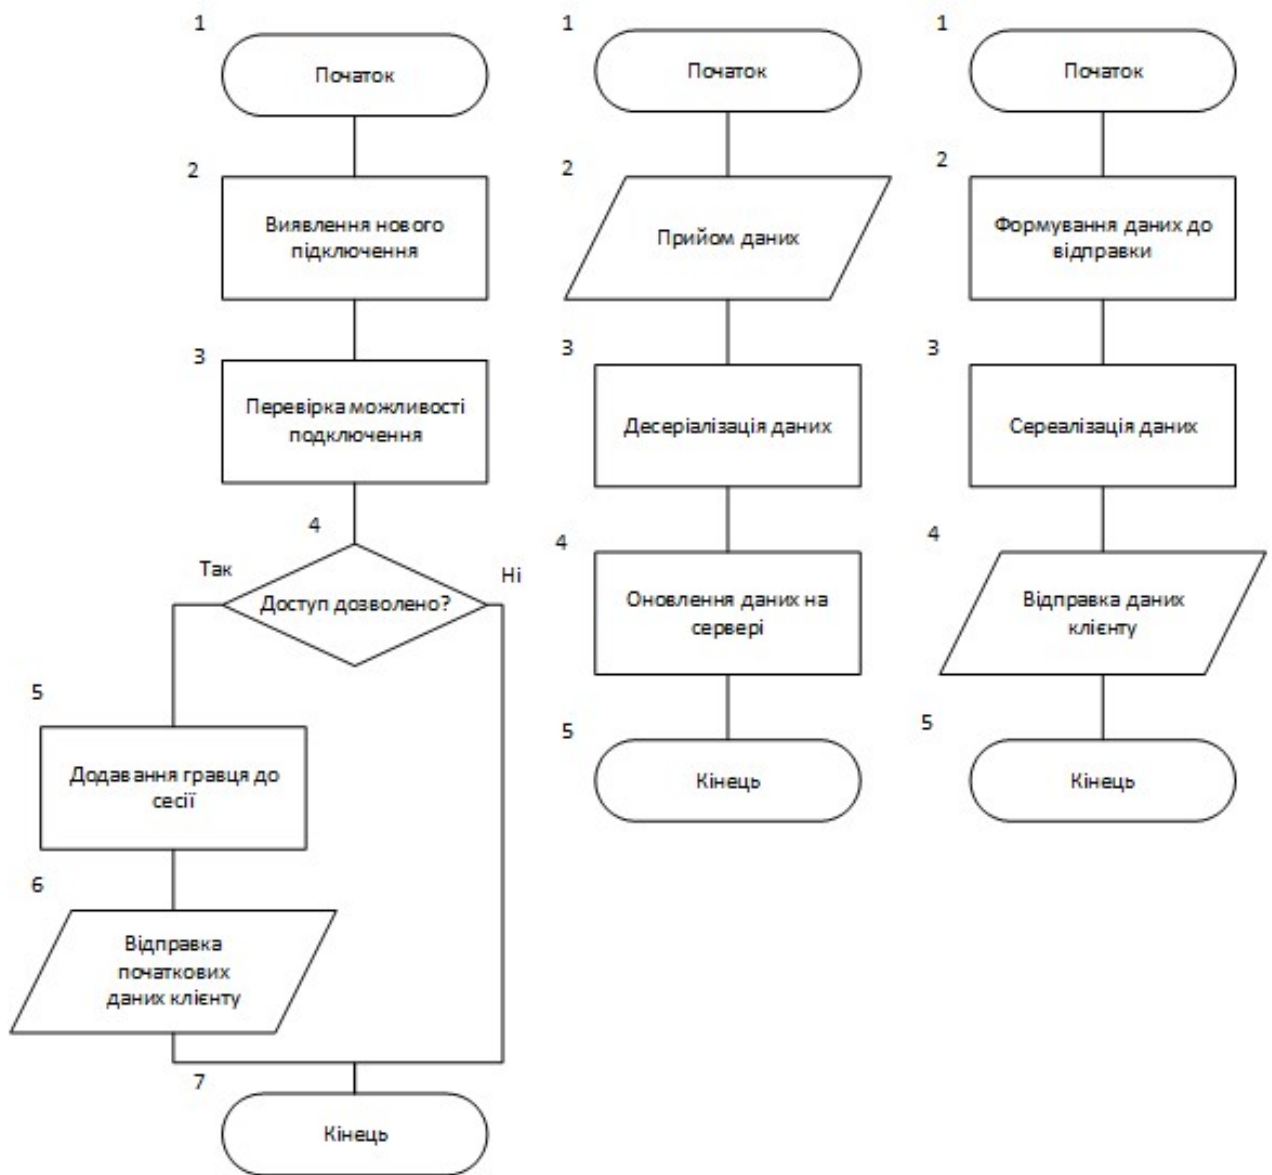 1
Початок
2
Виявлення нового
підключення
3
Перевірка можливості
подключення
4
Так
Ні
Доступ дозволено?
5
Додавання гравця до
сесії
6
Відправка
початкових
даних клієнту
7
Кінець
1
Початок
2
Прийом даних
3
Десеріалізація даних
4
Оновлення даних на
сервері
5
Кінець
1
Початок
2
Формування даних до
відправки
3
Сереалізація даних
4
Відправка даних
клієнту
5
Кінець